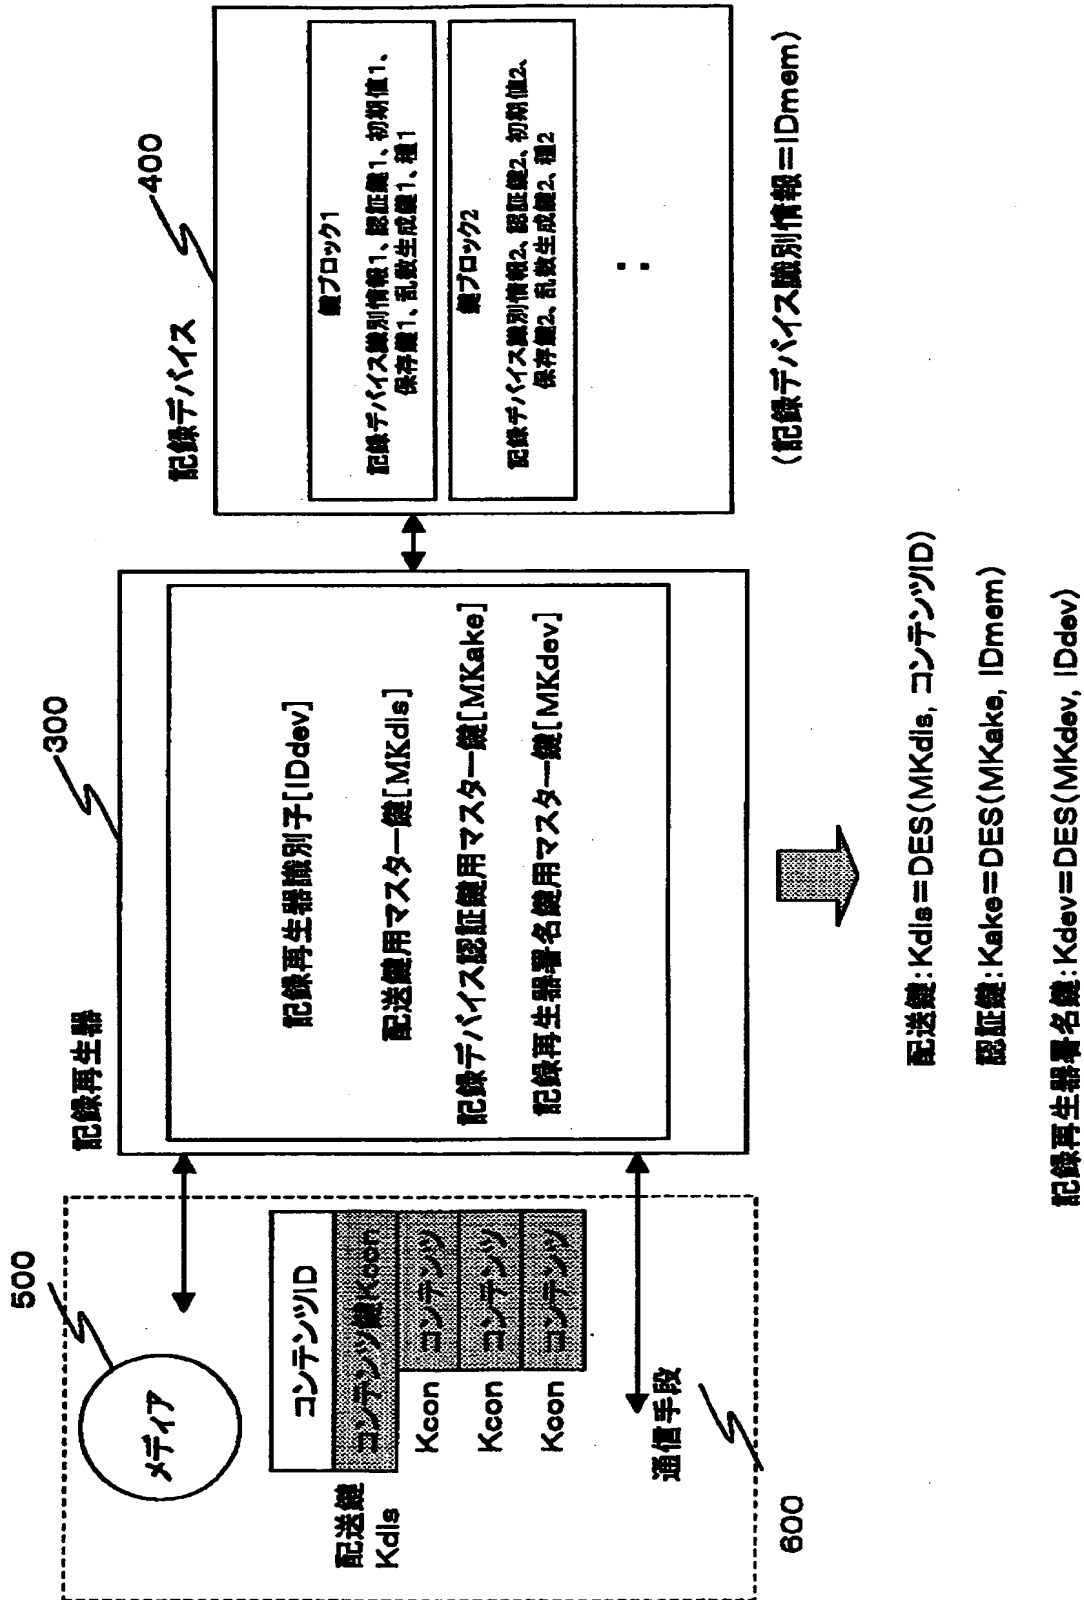 500
メディア
コンテンツID
コンテンツ鍵Kcon
コンテンツ
コンテンツ
コンテンツ
配送鍵
Kdis
Kcon
Kcon
Kcon
通信手段
600
記録再生器
300
記録再生器識別子[IDdev]
配送鍵用マスター鍵[MKdis]
記録デバイス認証鍵用マスター鍵[MKake]
記録再生器署名鍵用マスター鍵[MKdev]
記録デバイス
400
鍵ブロック1
記録デバイス識別情報1、認証鍵1、初期値1、
保存鍵1、乱数生成鍵1、種1
鍵ブロック2
記録デバイス識別情報2、認証鍵2、初期値2、
保存鍵2、乱数生成鍵2、種2
:
(記録デバイス識別情報=IDmem)
配送鍵:Kdis=DES(MKdis, コンテンツID)
認証鍵:Kake=DES(MKake, IDmem)
記録再生器署名鍵:Kdev=DES(MKdev, IDdev)